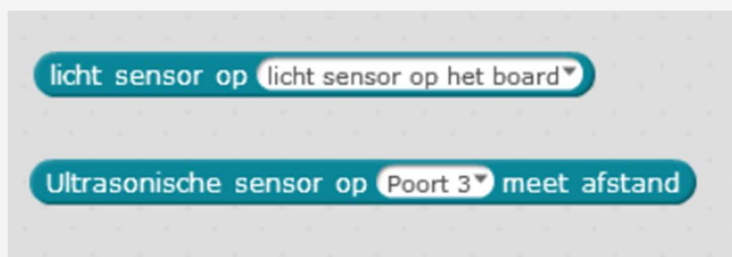 licht sensor op licht sensor op het board
Ultrasonische sensor op Poort 3 meet afstand